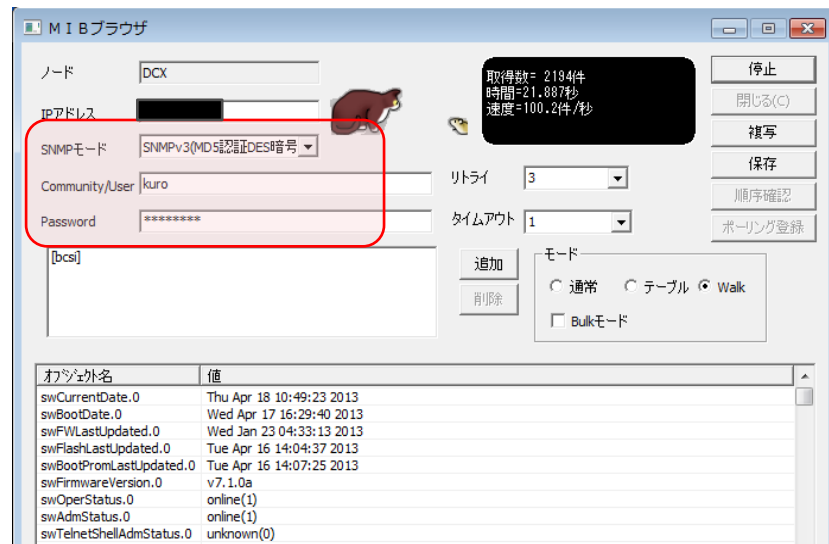 MIBブラウザ
ノード DCX
IPアドレス
SNMPモード SNMPv3(MD5認証DES暗号
Community/User kuro
Password ********
取得数= 2194件
時間=21.887秒
速度=100.2件/秒
リトライ 3
タイムアウト 1
停止
閉じる(C)
複写
保存
順序確認
ポーリング登録
[bcsi]
追加
削除
モード
通常 テーブル Walk
Bulkモード
オブジェクト名 値
swCurrentDate.0 Thu Apr 18 10:49:23 2013
swBootDate.0 Wed Apr 17 16:29:40 2013
swFWLastUpdated.0 Wed Jan 23 04:33:13 2013
swFlashLastUpdated.0 Tue Apr 16 14:04:37 2013
swBootPromLastUpdated.0 Tue Apr 16 14:07:25 2013
swFirmwareVersion.0 v7.1.0a
swOperStatus.0 online(1)
swAdmStatus.0 online(1)
swTelnetShellAdmStatus.0 unknown(0)